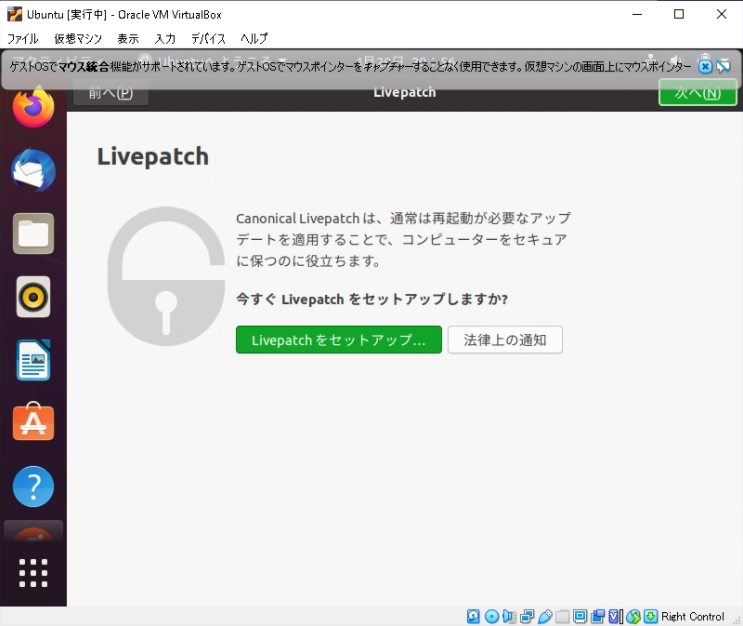 Ubuntu [実行中] - Oracle VM VirtualBox
ファイル 仮想マシン 表示 入力 デバイス ヘルプ
ゲストOSでマウス統合機能がサポートされています。ゲストOSでマウスポインターをキャプチャーすることなく使用できます。仮想マシンの画面上にマウスポインター
前へ(P) Livepatch 次へ(N)
Livepatch
Canonical Livepatch は、通常は再起動が必要なアップ
デートを適用することで、コンピューターをセキュア
に保つのに役立ちます。
今すぐ Livepatch をセットアップしますか?
Livepatch をセットアップ... 法律上の通知
Right Control